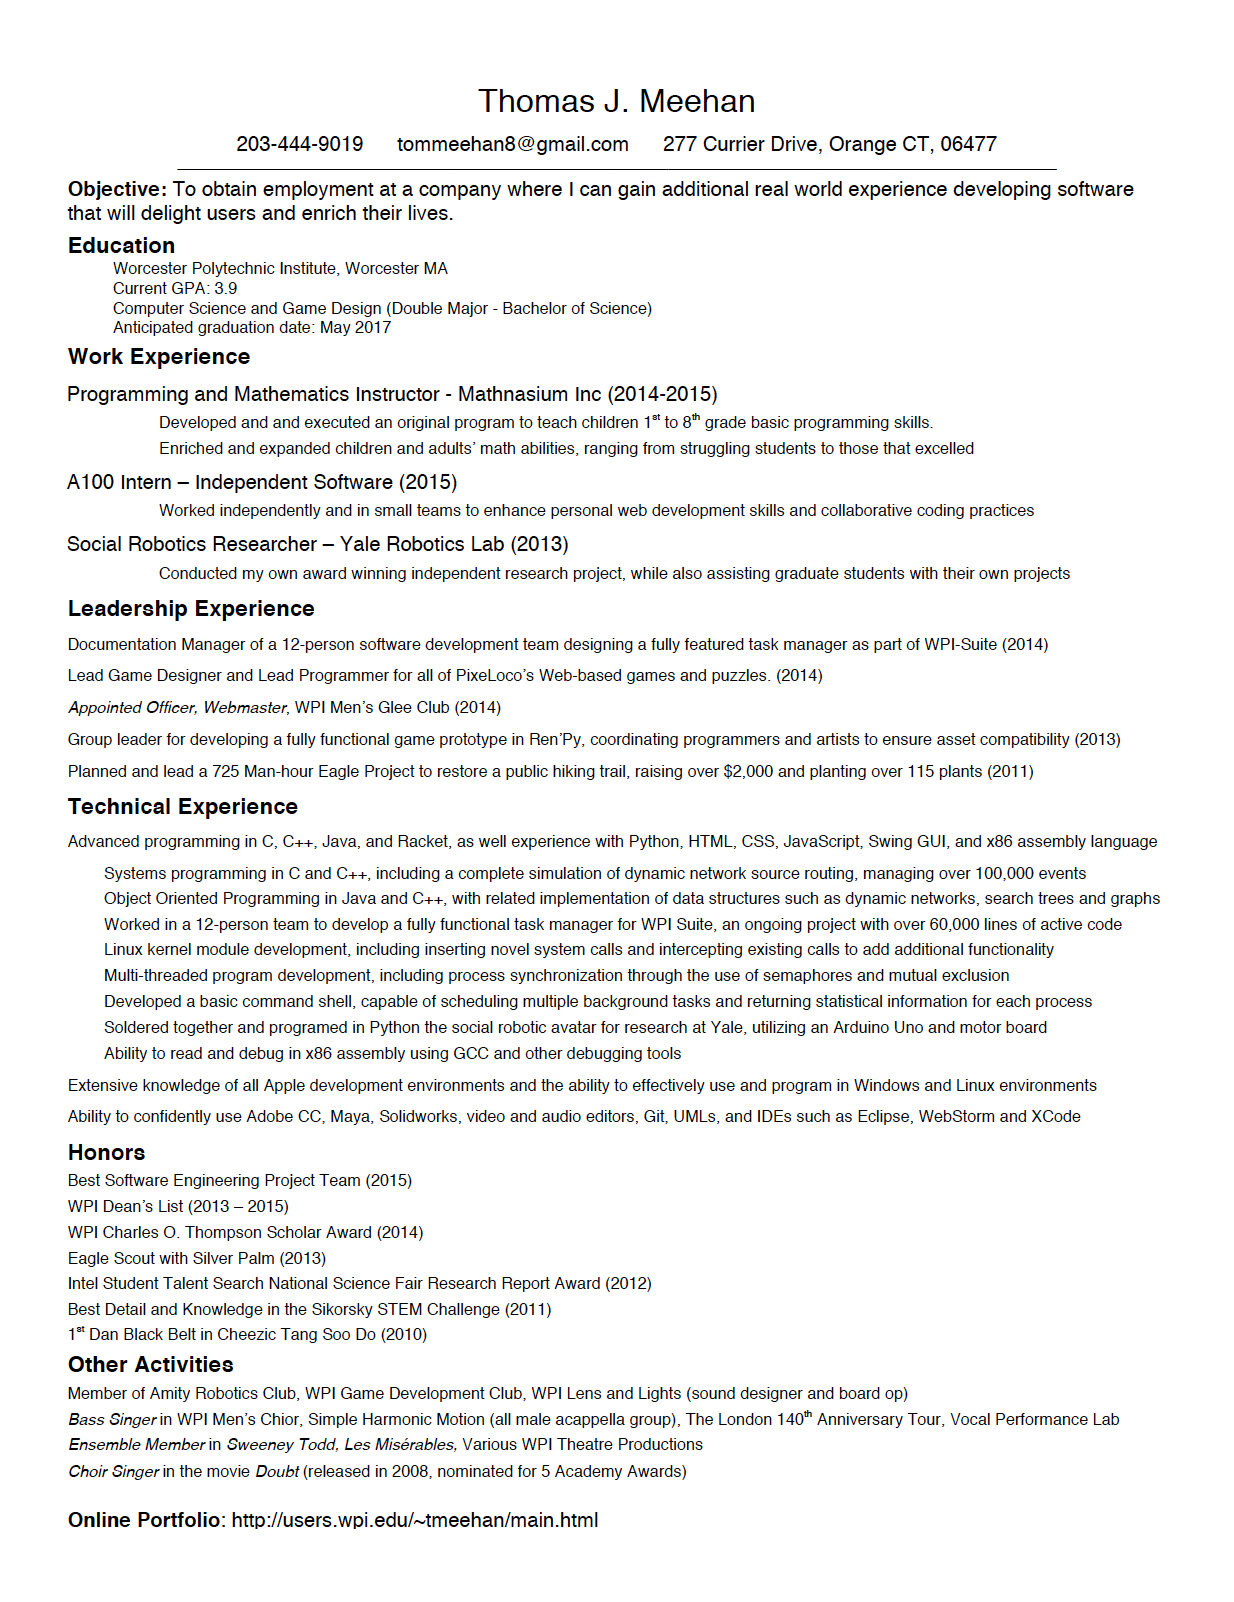 Thomas J. Meehan
203-444-9019 tommeehan8@gmail.com 277 Currier Drive, Orange CT, 06477
Objective: To obtain employment at a company where I can gain additional real world experience developing software
that will delight users and enrich their lives.
Education
Worcester Polytechnic Institute, Worcester MA
Current GPA: 3.9
Computer Science and Game Design (Double Major - Bachelor of Science)
Anticipated graduation date: May 2017
Work Experience
Programming and Mathematics Instructor - Mathnasium Inc (2014-2015)
Developed and and executed an original program to teach children 1st to 8th grade basic programming skills.
Enriched and expanded children and adults’ math abilities, ranging from struggling students to those that excelled
A100 Intern – Independent Software (2015)
Worked independently and in small teams to enhance personal web development skills and collaborative coding practices
Social Robotics Researcher – Yale Robotics Lab (2013)
Conducted my own award winning independent research project, while also assisting graduate students with their own projects
Leadership Experience
Documentation Manager of a 12-person software development team designing a fully featured task manager as part of WPI-Suite (2014)
Lead Game Designer and Lead Programmer for all of PixeLoco’s Web-based games and puzzles. (2014)
Appointed Officer, Webmaster, WPI Men’s Glee Club (2014)
Group leader for developing a fully functional game prototype in Ren’Py, coordinating programmers and artists to ensure asset compatibility (2013)
Planned and lead a 725 Man-hour Eagle Project to restore a public hiking trail, raising over $2,000 and planting over 115 plants (2011)
Technical Experience
Advanced programming in C, C++, Java, and Racket, as well experience with Python, HTML, CSS, JavaScript, Swing GUI, and x86 assembly language
Systems programming in C and C++, including a complete simulation of dynamic network source routing, managing over 100,000 events
Object Oriented Programming in Java and C++, with related implementation of data structures such as dynamic networks, search trees and graphs
Worked in a 12-person team to develop a fully functional task manager for WPI Suite, an ongoing project with over 60,000 lines of active code
Linux kernel module development, including inserting novel system calls and intercepting existing calls to add additional functionality
Multi-threaded program development, including process synchronization through the use of semaphores and mutual exclusion
Developed a basic command shell, capable of scheduling multiple background tasks and returning statistical information for each process
Soldered together and programed in Python the social robotic avatar for research at Yale, utilizing an Arduino Uno and motor board
Ability to read and debug in x86 assembly using GCC and other debugging tools
Extensive knowledge of all Apple development environments and the ability to effectively use and program in Windows and Linux environments
Ability to confidently use Adobe CC, Maya, Solidworks, video and audio editors, Git, UMLs, and IDEs such as Eclipse, WebStorm and XCode
Honors
Best Software Engineering Project Team (2015)
WPI Dean’s List (2013 – 2015)
WPI Charles O. Thompson Scholar Award (2014)
Eagle Scout with Silver Palm (2013)
Intel Student Talent Search National Science Fair Research Report Award (2012)
Best Detail and Knowledge in the Sikorsky STEM Challenge (2011)
1st Dan Black Belt in Cheezic Tang Soo Do (2010)
Other Activities
Member of Amity Robotics Club, WPI Game Development Club, WPI Lens and Lights (sound designer and board op)
Bass Singer in WPI Men’s Chior, Simple Harmonic Motion (all male acappella group), The London 140th Anniversary Tour, Vocal Performance Lab
Ensemble Member in Sweeney Todd, Les Misérables, Various WPI Theatre Productions
Choir Singer in the movie Doubt (released in 2008, nominated for 5 Academy Awards)
Online Portfolio: http://users.wpi.edu/~tmeehan/main.html